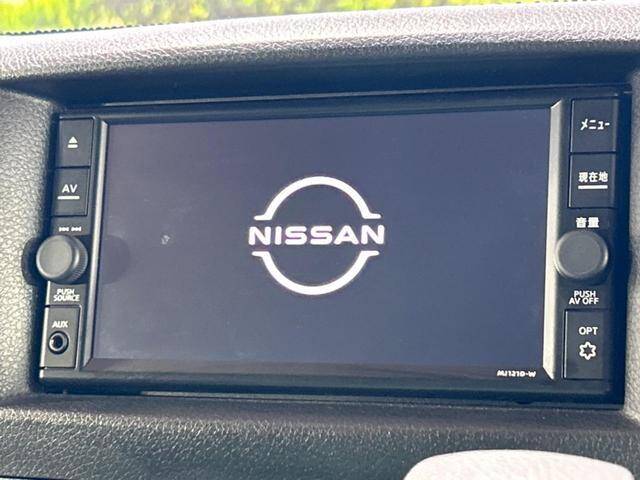 AV
PUSH
SOURCE
AUX
NISSAN
メニュー
現在地
音量
PUSH
AV OFF
OPT
MJ121D-W